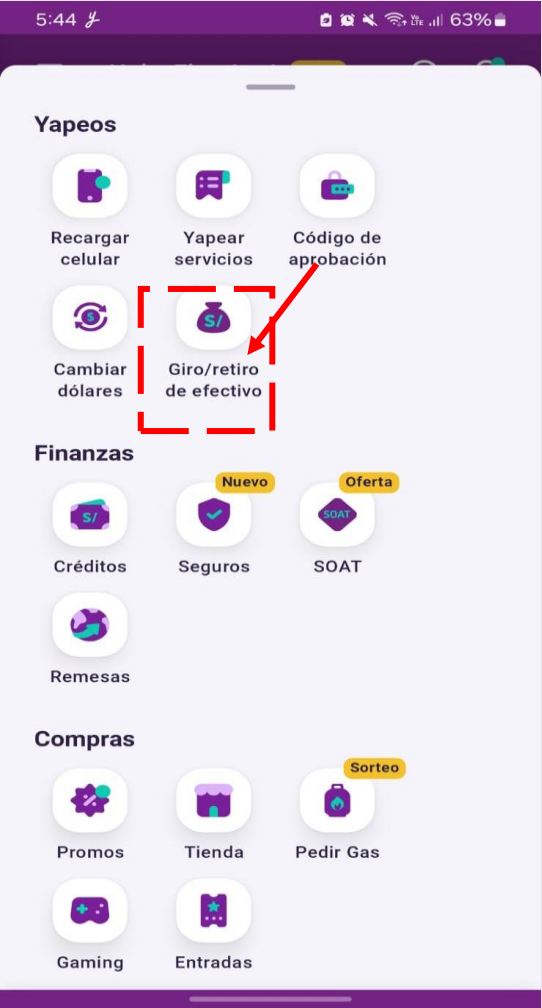 5:44
63%
Yapeos
Recargar celular
Yapear servicios
Código de aprobación
Cambiar dólares
S/
Giro/retiro de efectivo
Finanzas
Nuevo
Oferta
S/
SOAT
Créditos
Seguros
SOAT
Remesas
Compras
Sorteo
Promos
Tienda
Pedir Gas
Gaming
Entradas